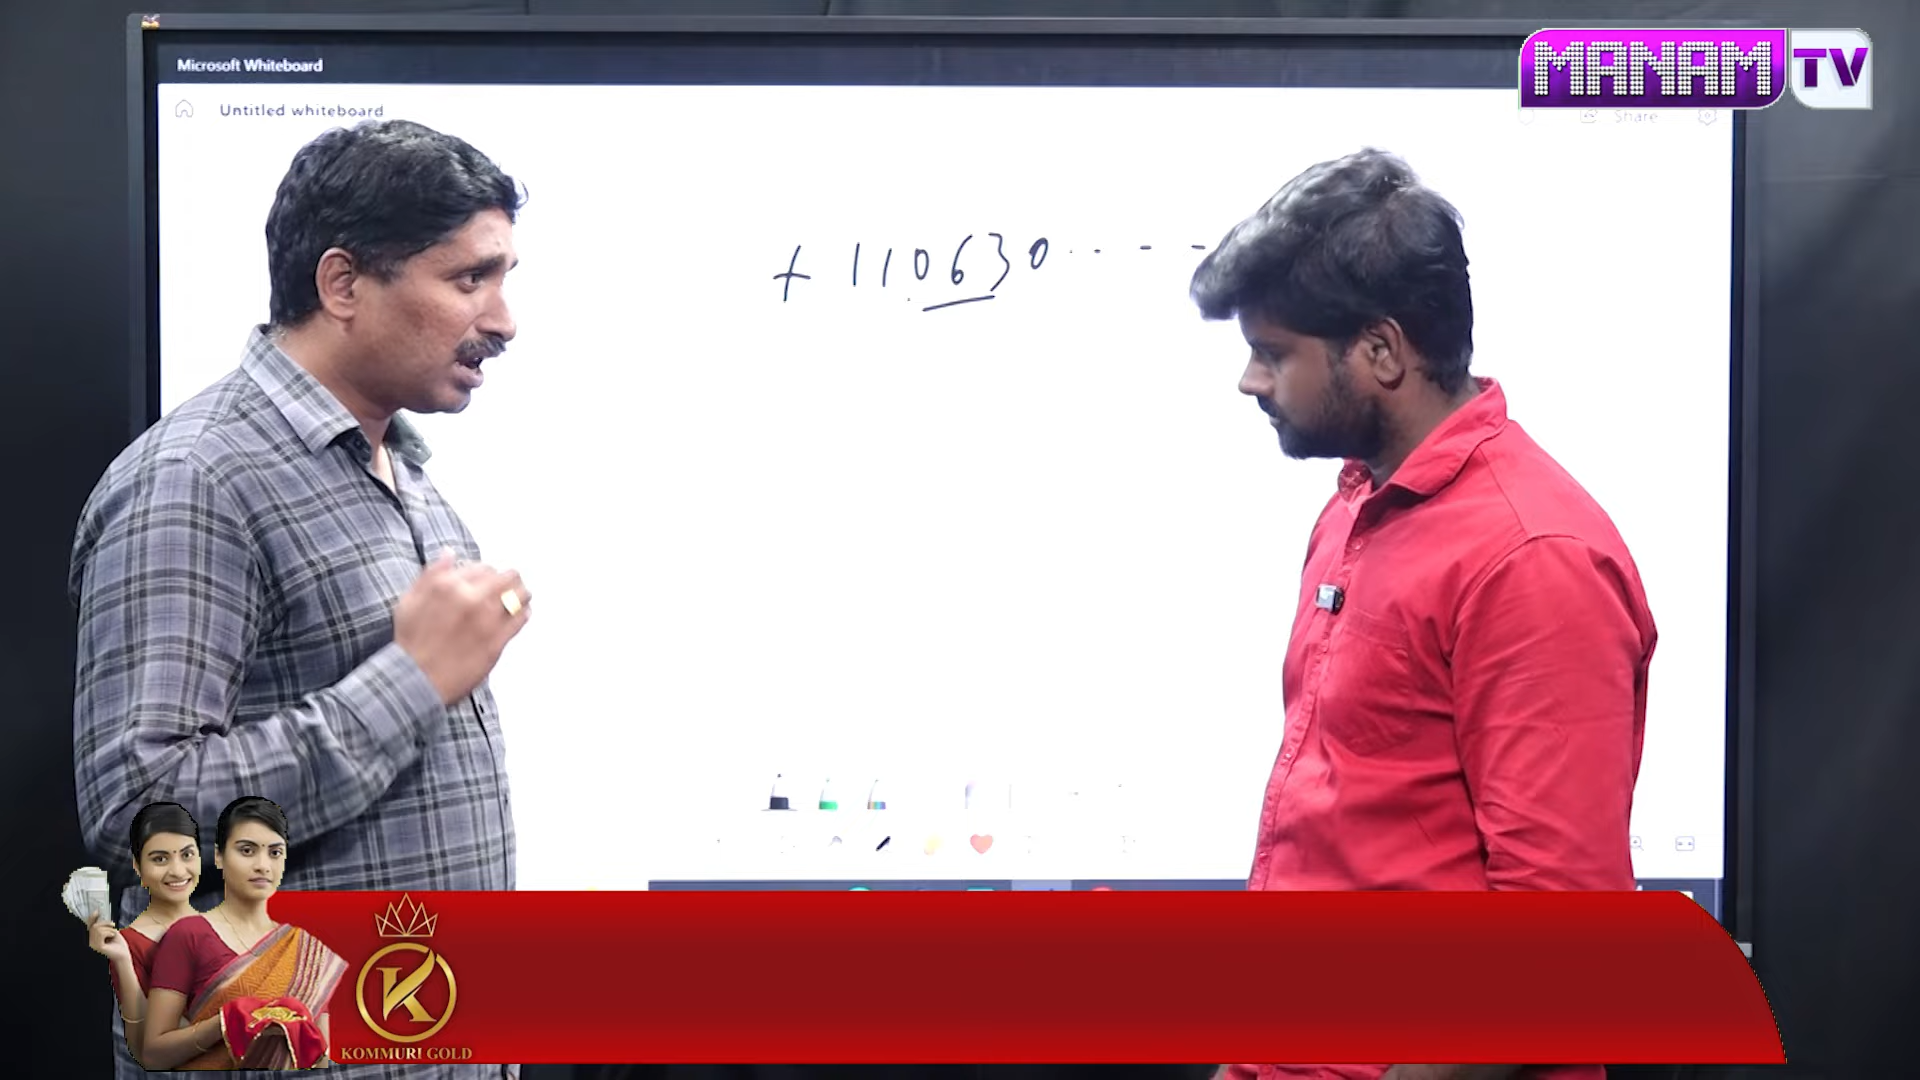 MANAM TV
Microsoft Whiteboard
Untitled whiteboard
Share
+ 110630 . . - -
K
KOMMURI GOLD